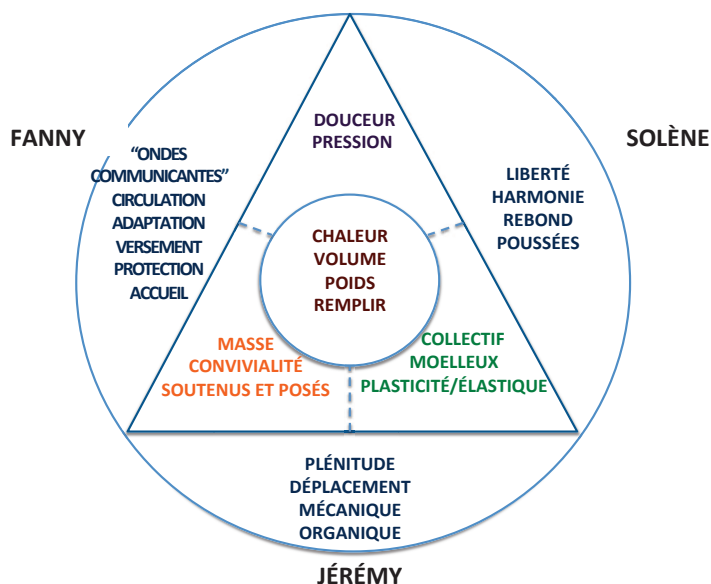 FANNY
SOLÈNE
DOUCEUR
PRESSION
“ONDES
COMMUNICANTES”
CIRCULATION
ADAPTATION
VERSEMENT
PROTECTION
ACCUEIL
LIBERTÉ
HARMONIE
REBOND
POUSSÉES
CHALEUR
VOLUME
POIDS
REMPLIR
MASSE
CONVIVIALITÉ
SOUTENUS ET POSÉS
COLLECTIF
MOELLEUX
PLASTICITÉ/ÉLASTIQUE
PLÉNITUDE
DÉPLACEMENT
MÉCANIQUE
ORGANIQUE
JÉRÉMY